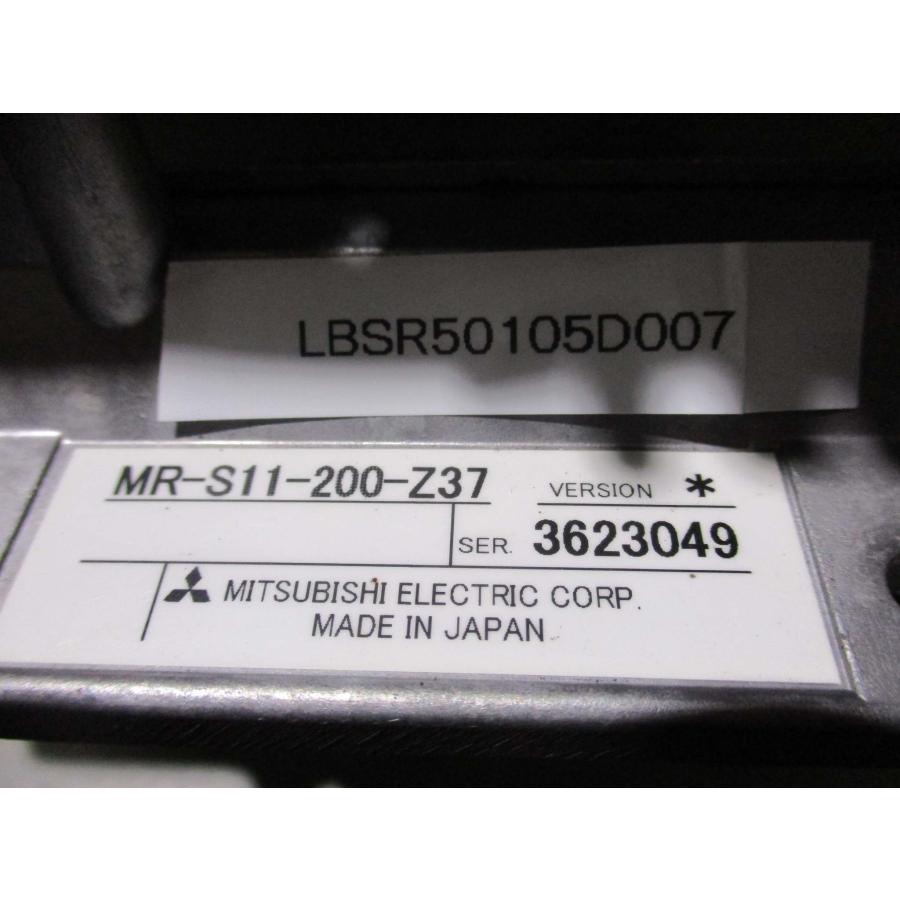 LBSR50105D007
MR-S11-200-Z37 VERSION *
SER. 3623049
MITSUBISHI ELECTRIC CORP.
MADE IN JAPAN